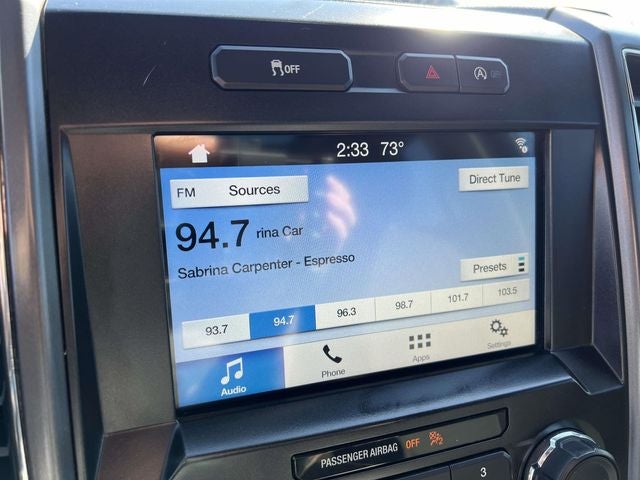 OFF
A
2:33 73°
FM Sources
Direct Tune
94.7 rina Car
Sabrina Carpenter - Espresso
Presets
93.7 94.7 96.3 98.7 101.7 103.5
Audio
Phone
Apps
Settings
PASSENGER AIRBAG OFF 2
3